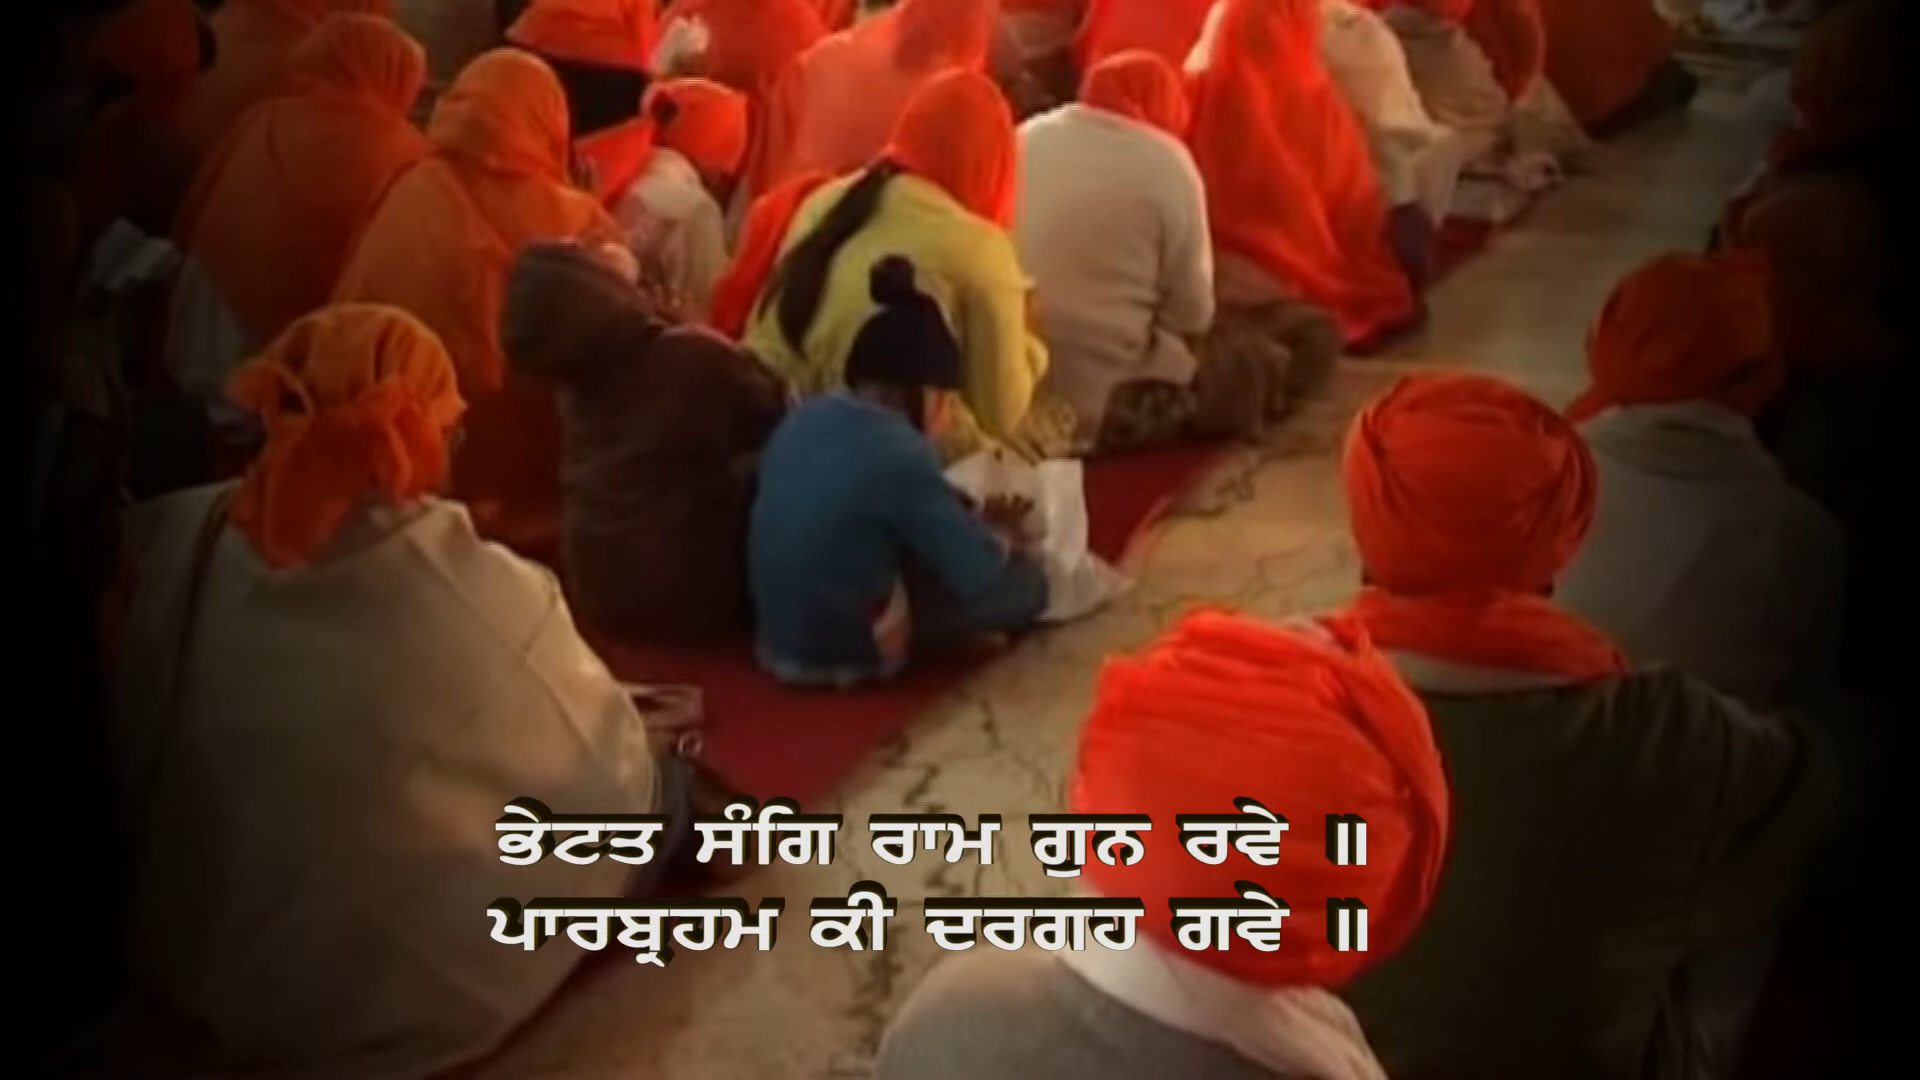 ਭੇਟਤ ਸੰਗਿ ਰਾਮ ਗੁਨ ਰਵੇ ॥
ਪਾਰਬ੍ਰਹਮ ਕੀ ਦਰਗਹ ਗਵੇ ॥